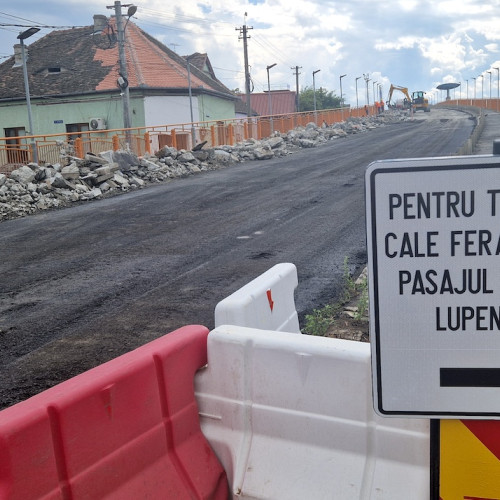 PENTRU T
CALE FERA
PASAJUL
LUPEN